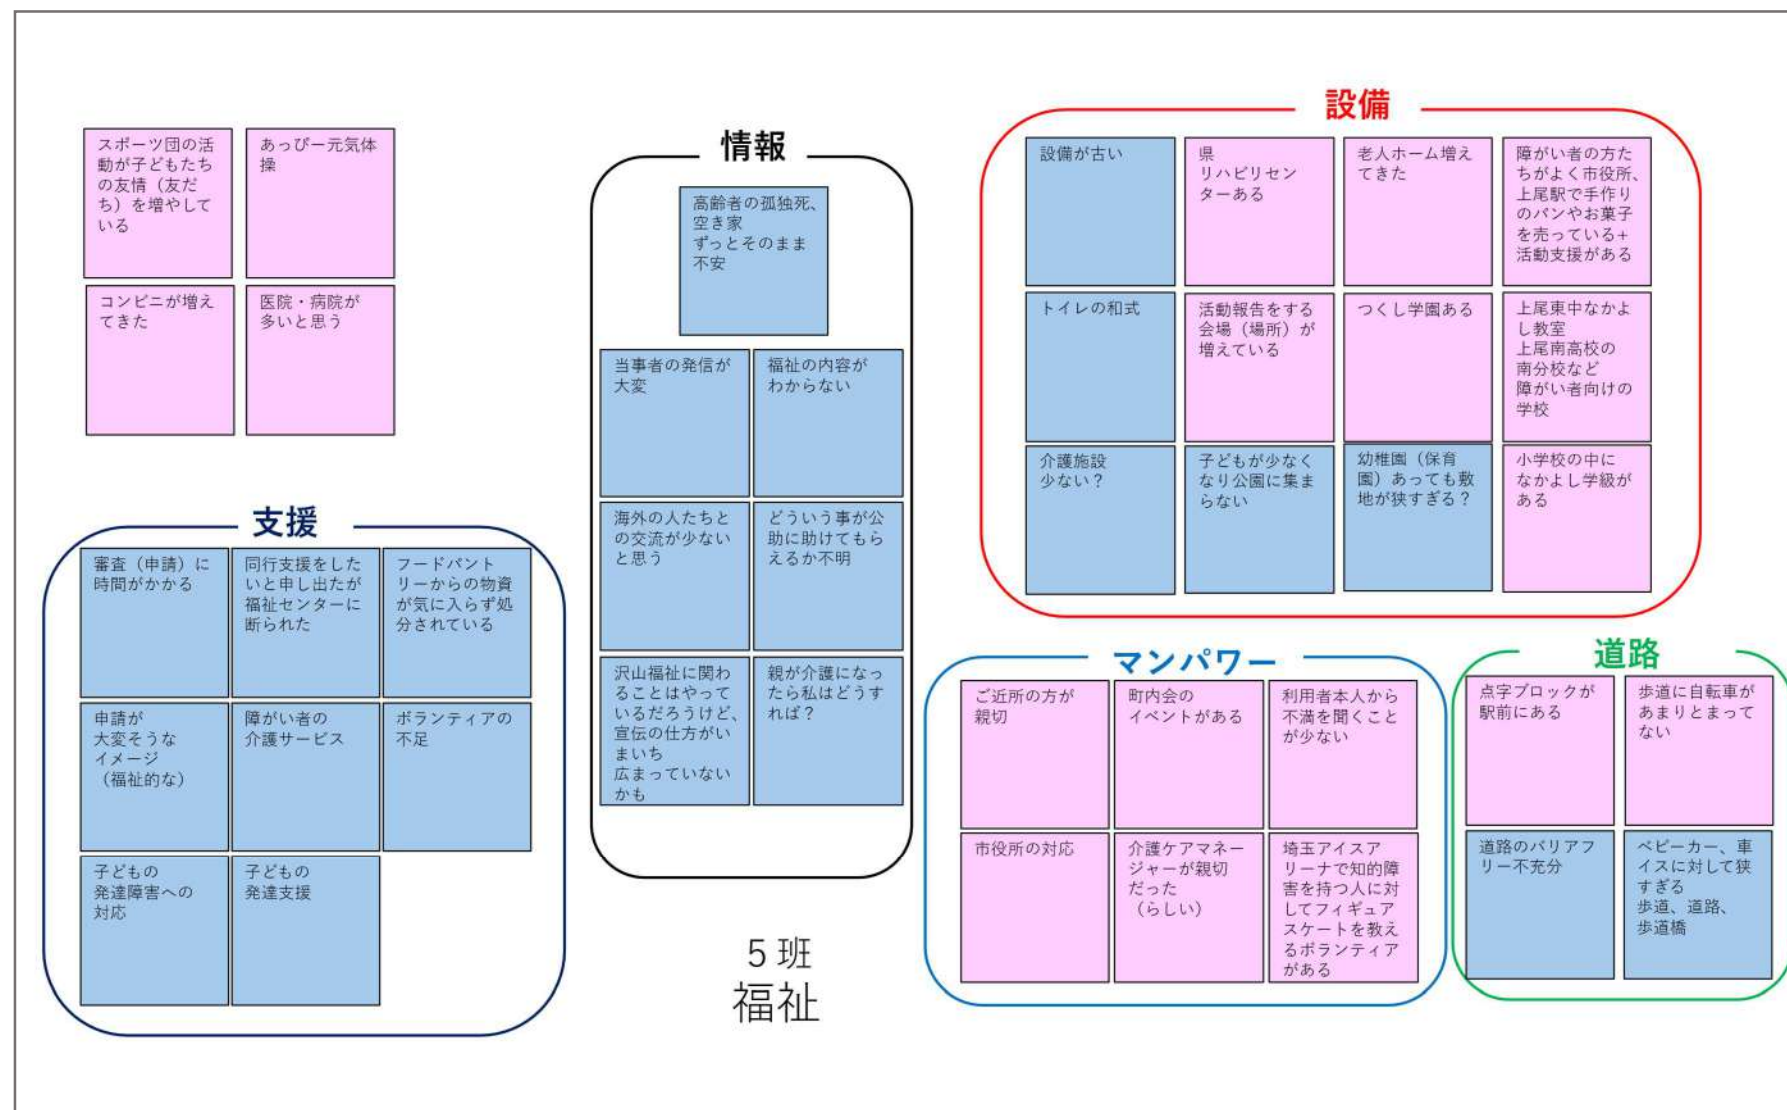 スポーツ団の活
動が子どもたち
の友情（友だ
ち）を増やして
いる
あっぴー元気体
操
コンビニが増え
てきた
医院・病院が
多いと思う
支援
審査（申請）に
時間がかかる
同行支援をした
いと申し出たが
福祉センターに
断られた
フードパント
リーからの物資
が気に入らず処
分されている
申請が
大変そうな
イメージ
（福祉的な）
障がい者の
介護サービス
ボランティアの
不足
子どもの
発達障害への
対応
子どもの
発達支援
情報
高齢者の孤独死、
空き家
ずっとそのまま
不安
当事者の発信が
大変
福祉の内容が
わからない
海外の人たちと
の交流が少ない
と思う
どういう事が公
助に助けてもら
えるか不明
沢山福祉に関わ
ることはやって
いるだろうけど、
宣伝の仕方がい
まいち
広まっていない
かも
親が介護になっ
たら私はどうす
れば？
5班
福祉
設備
設備が古い
県
リハビリセン
ターある
老人ホーム増え
てきた
障がい者の方た
ちがよく市役所、
上尾駅で手作り
のパンやお菓子
を売っている+
活動支援がある
トイレの和式
活動報告をする
会場（場所）が
増えている
つくし学園ある
上尾東中なかよ
し教室
上尾南高校の
南分校など
障がい者向けの
学校
介護施設
少ない？
子どもが少なく
なり公園に集ま
らない
幼稚園（保育
園）あっても敷
地が狭すぎる？
小学校の中に
なかよし学級が
ある
マンパワー
ご近所の方が
親切
町内会の
イベントがある
利用者本人から
不満を聞くこと
が少ない
市役所の対応
介護ケアマネー
ジャーが親切
だった
（らしい）
埼玉アイスア
リーナで知的障
害を持つ人に対
してフィギュア
スケートを教え
るボランティア
がある
道路
点字ブロックが
駅前にある
歩道に自転車が
あまりとまって
ない
道路のバリアフ
リー不充分
ベビーカー、車
イスに対して狭
すぎる
歩道、道路、
歩道橋